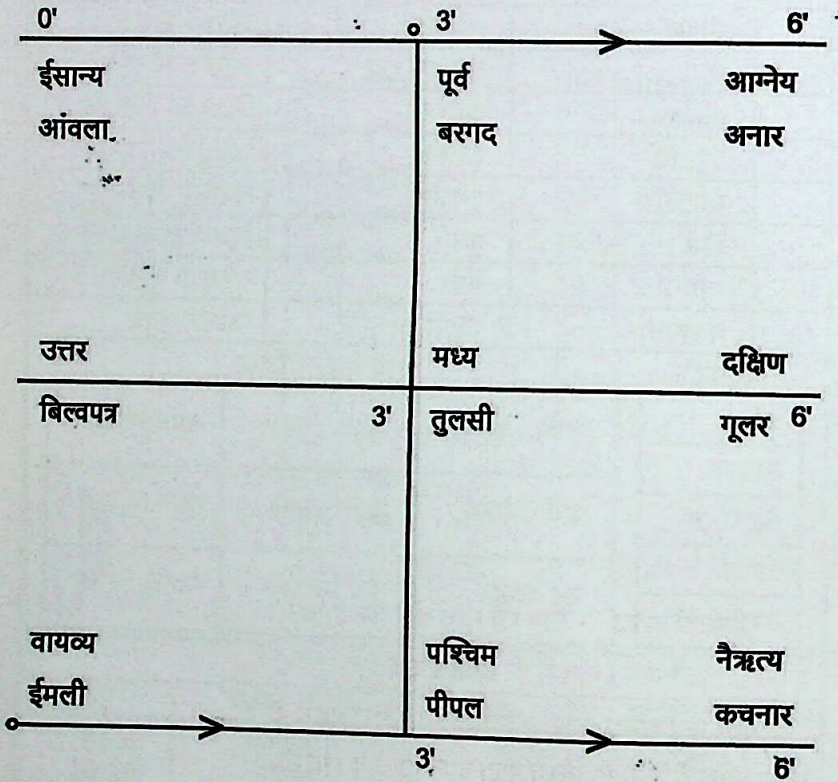 0' 3' 6'
ईसान्य पूर्व आग्नेय
आंवला बरगद अनार
उत्तर मध्य दक्षिण
बिल्वपत्र 3' तुलसी गूलर 6'
वायव्य पश्चिम नैऋत्य
ईमली पीपल कचनार
3' 6'